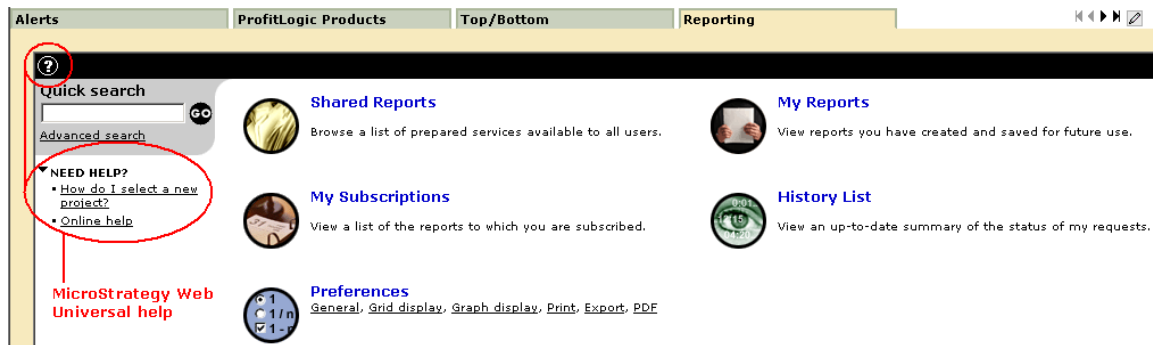 Alerts
ProfitLogic Products
Top/Bottom
Reporting
?
Quick search
GO
Advanced search
NEED HELP?
How do I select a new
project?
Online help
MicroStrategy Web
Universal help
Shared Reports
Browse a list of prepared services available to all users.
My Reports
View reports you have created and saved for future use.
My Subscriptions
View a list of the reports to which you are subscribed.
History List
View an up-to-date summary of the status of my requests.
Preferences
General, Grid display, Graph display, Print, Export, PDF